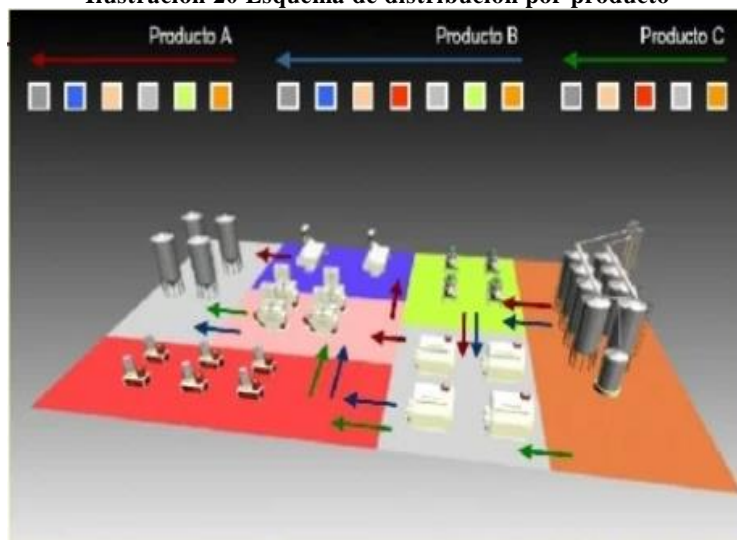 Ilustración 20 Esquema de distribución por producto
Producto A
Producto B
Producto C